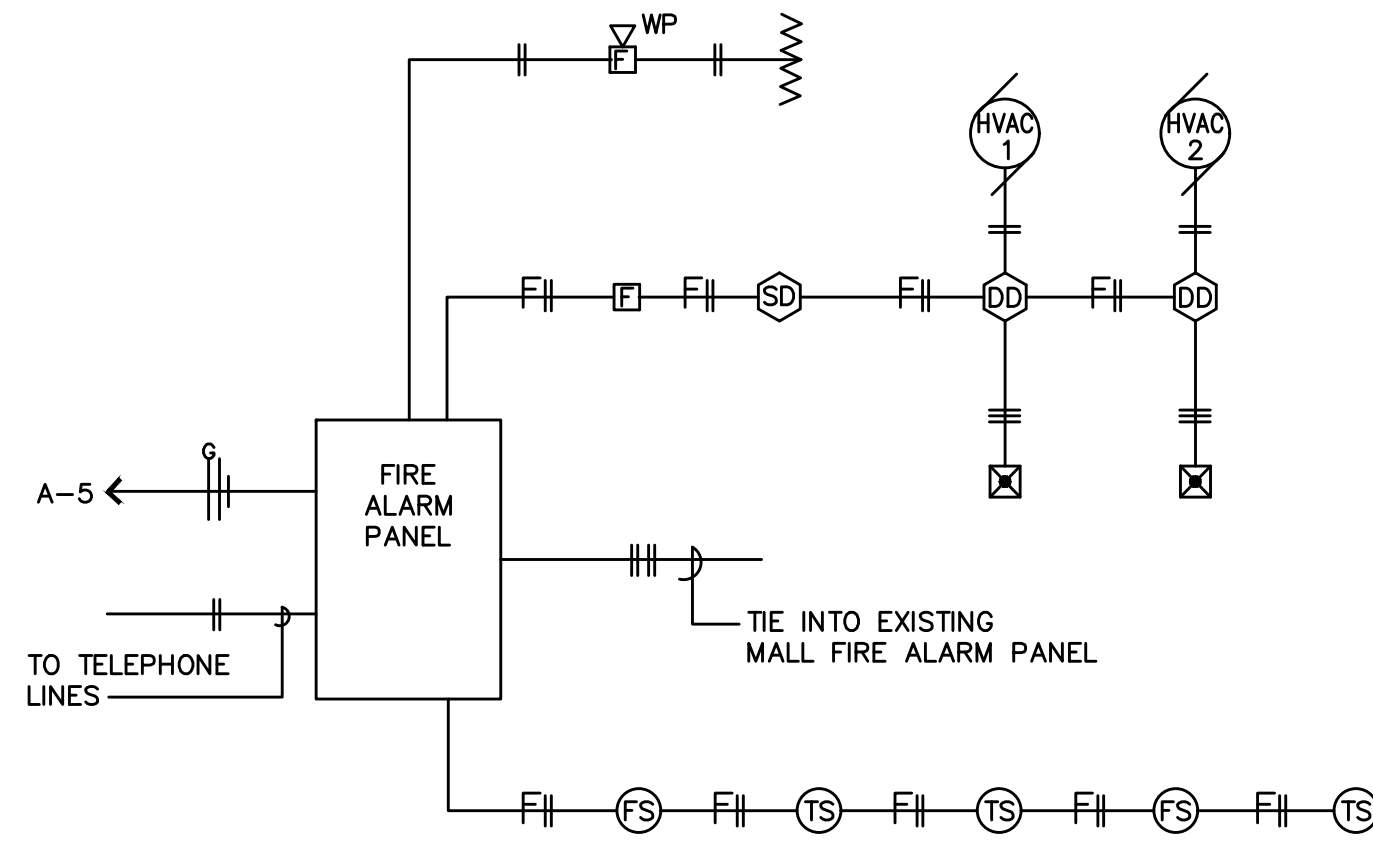 WP
F
HVAC
1
HVAC
2
F
F
F
SD
F
DD
F
DD
G
A-5
FIRE
ALARM
PANEL
TIE INTO EXISTING
MALL FIRE ALARM PANEL
TO TELEPHONE
LINES
F
FS
F
TS
F
TS
F
FS
F
TS